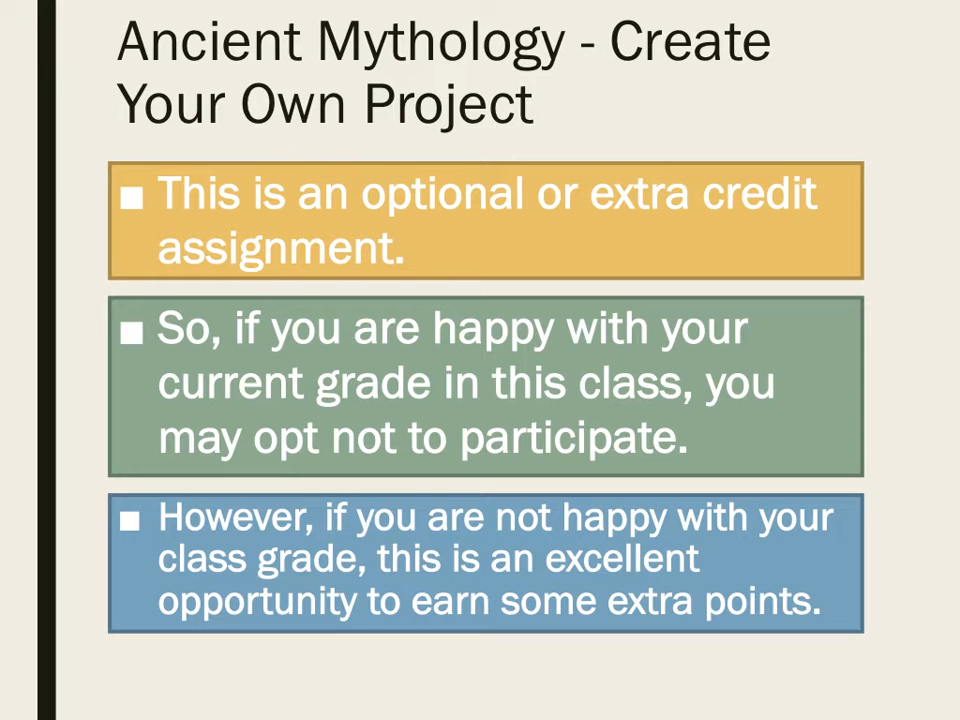 Ancient Mythology - Create
Your Own Project
■ This is an optional or extra credit
assignment.
■ So, if you are happy with your
current grade in this class, you
may opt not to participate.
■ However, if you are not happy with your
class grade, this is an excellent
opportunity to earn some extra points.